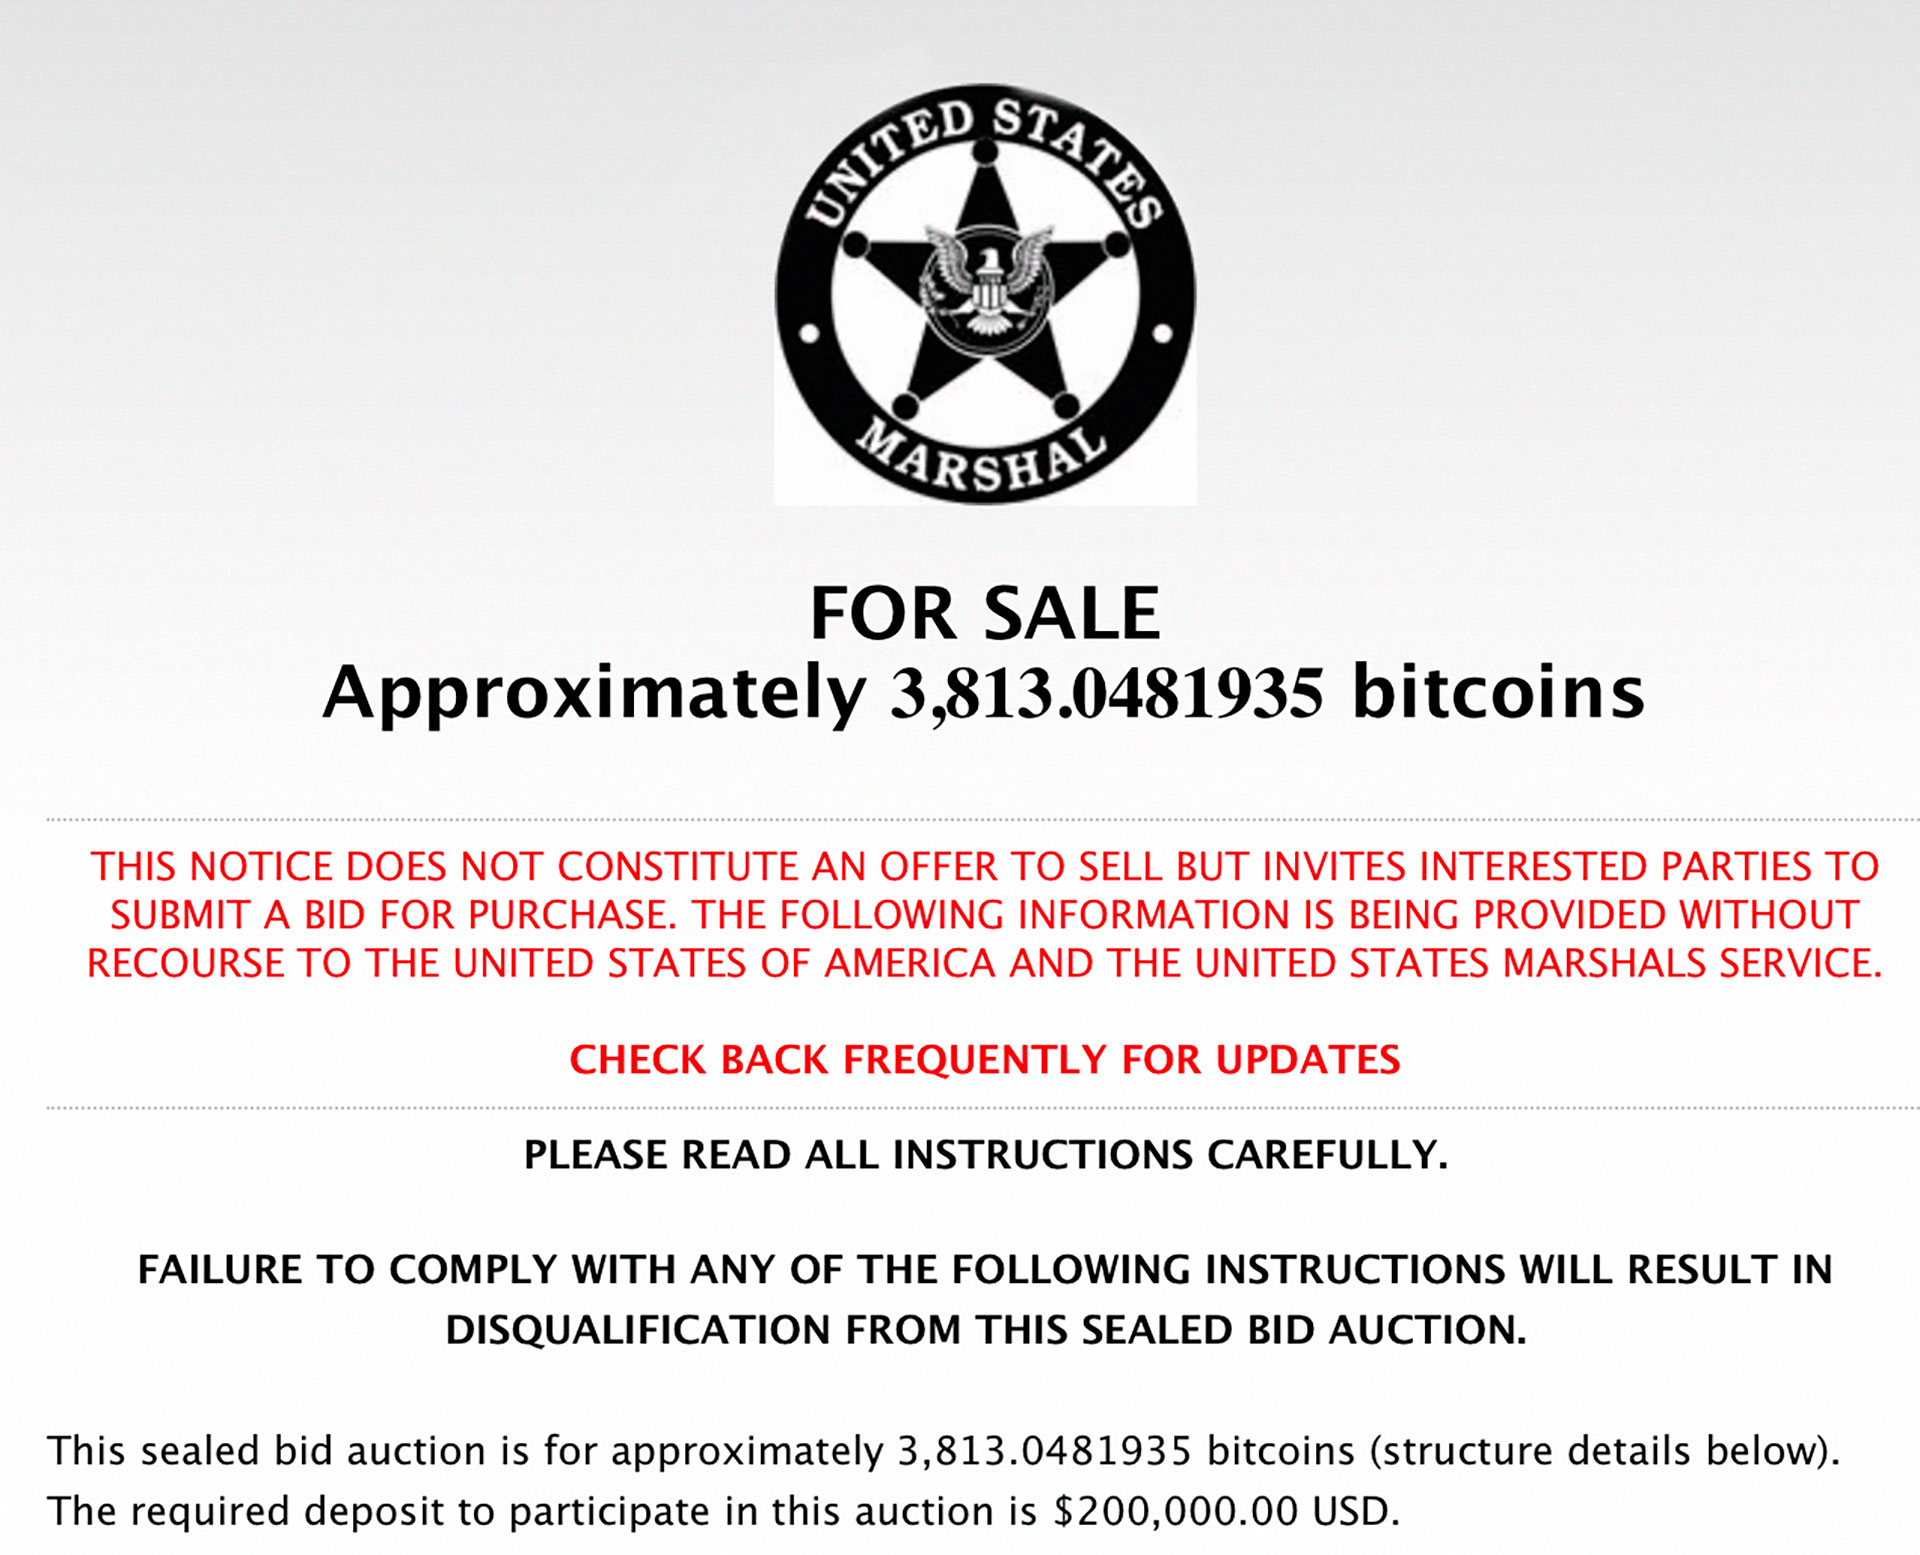 UNITED STATES
MARSHAL
FOR SALE
Approximately 3,813.0481935 bitcoins
THIS NOTICE DOES NOT CONSTITUTE AN OFFER TO SELL BUT INVITES INTERESTED PARTIES TO
SUBMIT A BID FOR PURCHASE. THE FOLLOWING INFORMATION IS BEING PROVIDED WITHOUT
RECOURSE TO THE UNITED STATES OF AMERICA AND THE UNITED STATES MARSHALS SERVICE.
CHECK BACK FREQUENTLY FOR UPDATES
PLEASE READ ALL INSTRUCTIONS CAREFULLY.
FAILURE TO COMPLY WITH ANY OF THE FOLLOWING INSTRUCTIONS WILL RESULT IN
DISQUALIFICATION FROM THIS SEALED BID AUCTION.
This sealed bid auction is for approximately 3,813.0481935 bitcoins (structure details below).
The required deposit to participate in this auction is $200,000.00 USD.